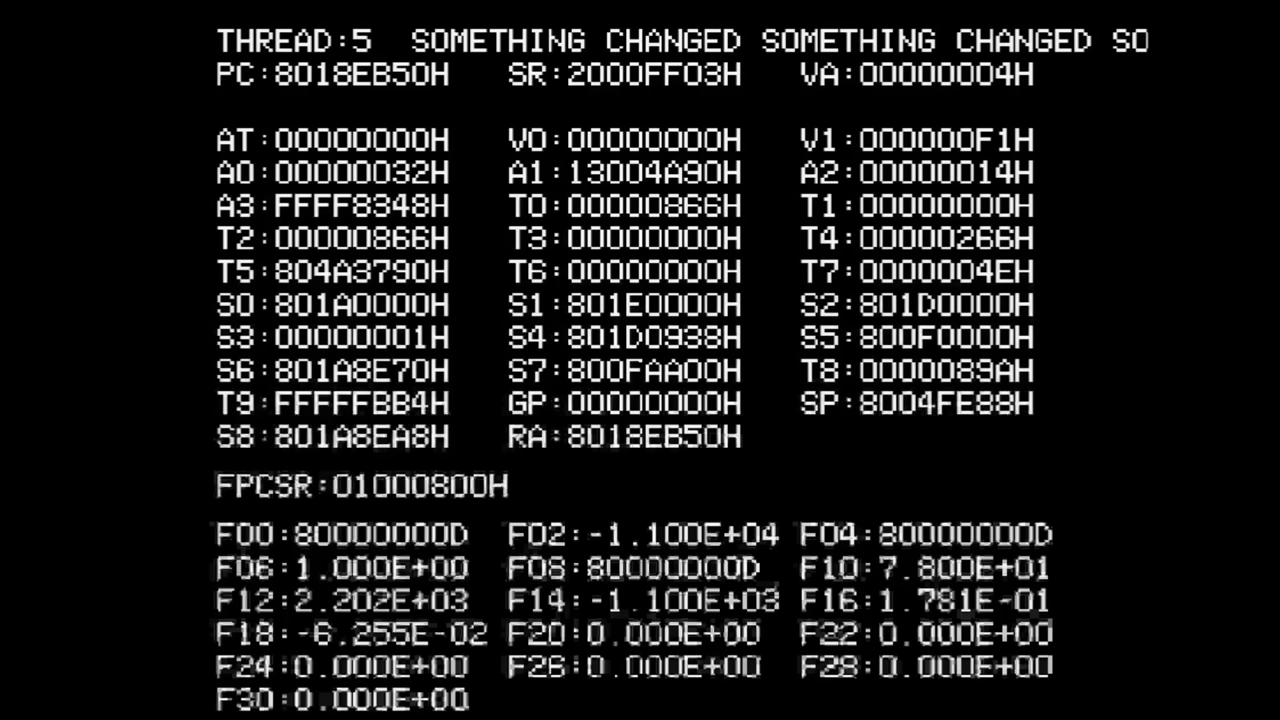 THREAD:5 SOMETHING CHANGED SOMETHING CHANGED SO
PC:8018EB50H SR:2000FF03H VA:00000004H
AT:00000000H V0:00000000H V1:000000F1H
A0:00000032H A1:13004A90H A2:00000014H
A3:FFFF8348H T0:00000866H T1:00000000H
T2:00000866H T3:00000000H T4:00000266H
T5:804A3790H T6:00000000H T7:0000004EH
S0:801A0000H S1:801E0000H S2:801D0000H
S3:00000001H S4:801D0938H S5:800F0000H
S6:801A8E70H S7:800FAA00H T8:0000089AH
T9:FFFFFBB4H GP:00000000H SP:8004FE88H
S8:801A8EA8H RA:8018EB50H
FPCSR:01000800H
F00:80000000D F02:-1.100E+04 F04:80000000D
F06:1.000E+00 F08:80000000D F10:7.800E+01
F12:2.202E+03 F14:-1.100E+03 F16:1.781E-01
F18:-6.255E-02 F20:0.000E+00 F22:0.000E+00
F24:0.000E+00 F26:0.000E+00 F28:0.000E+00
F30:0.000E+00